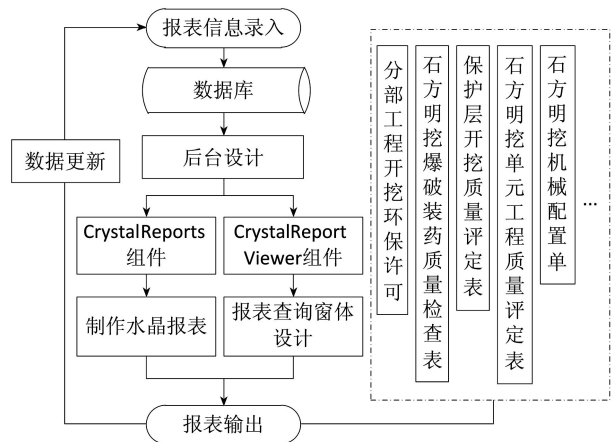 报表信息录入
数据库
后台设计
数据更新
CrystalReports
组件
CrystalReport
Viewer组件
制作水晶报表
报表查询窗体
设计
报表输出
分部工程开挖环保许可
石方明挖爆破装药质量检查表
保护层开挖质量评定表
石方明挖单元工程质量评定表
石方明挖机械配置单
...